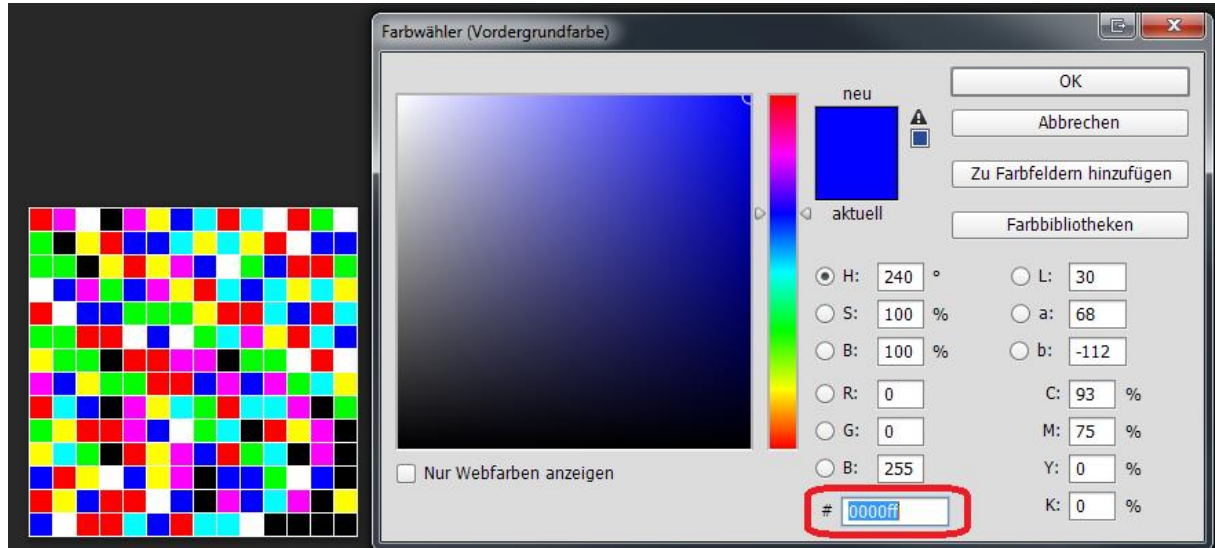 Farbwähler (Vordergrundfarbe)
neu
aktuell
OK
Abbrechen
Zu Farbfeldern hinzufügen
Farbbibliotheken
H: 240 °
S: 100 %
B: 100 %
R: 0
G: 0
B: 255
# 0000ff
L: 30
a: 68
b: -112
C: 93 %
M: 75 %
Y: 0 %
K: 0 %
Nur Webfarben anzeigen